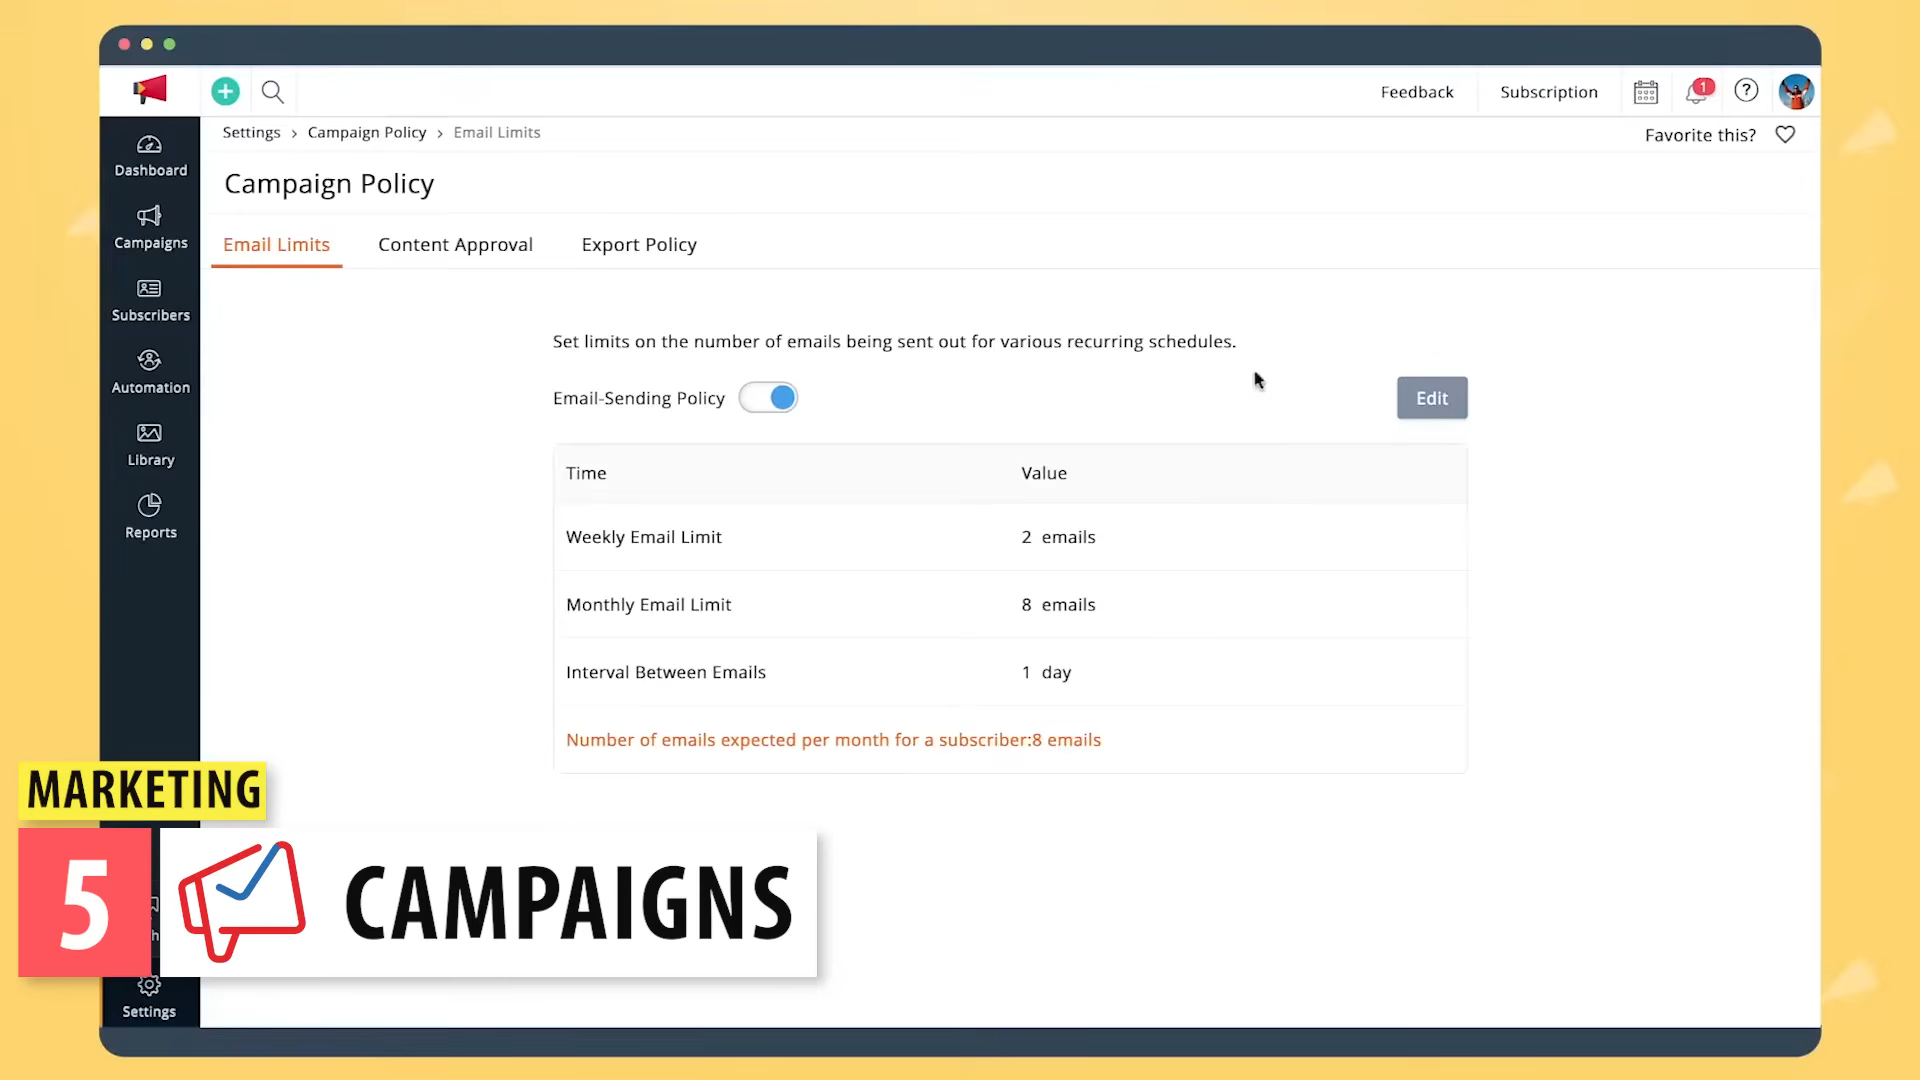 Feedback
Subscription
1
?
Settings > Campaign Policy > Email Limits
Favorite this?
Dashboard
Campaigns
Subscribers
Automation
Library
Reports
Campaign Policy
Email Limits
Content Approval
Export Policy
Set limits on the number of emails being sent out for various recurring schedules.
Email-Sending Policy
Edit
Time
Value
Weekly Email Limit
2 emails
Monthly Email Limit
8 emails
Interval Between Emails
1 day
Number of emails expected per month for a subscriber:8 emails
MARKETING
5
CAMPAIGNS
Settings